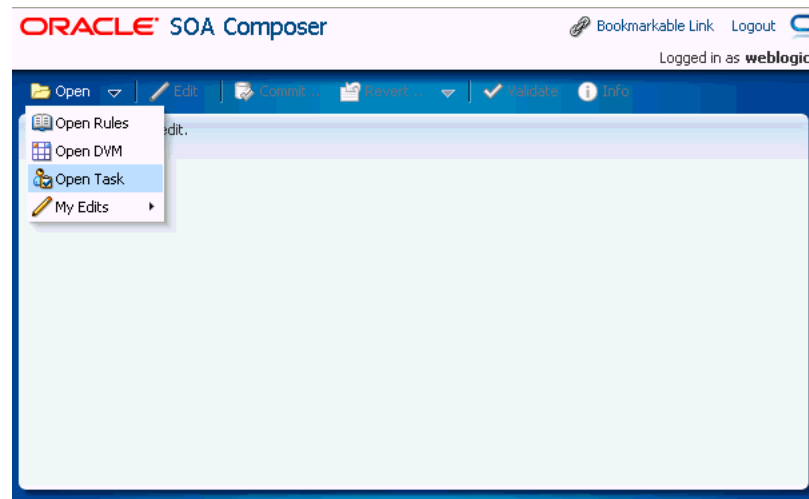 ORACLE SOA Composer
Bookmarkable Link Logout
Logged in as weblogic
Open Edit Commit .. Revert .. Validate Info
Open Rules
edit.
Open DVM
Open Task
My Edits